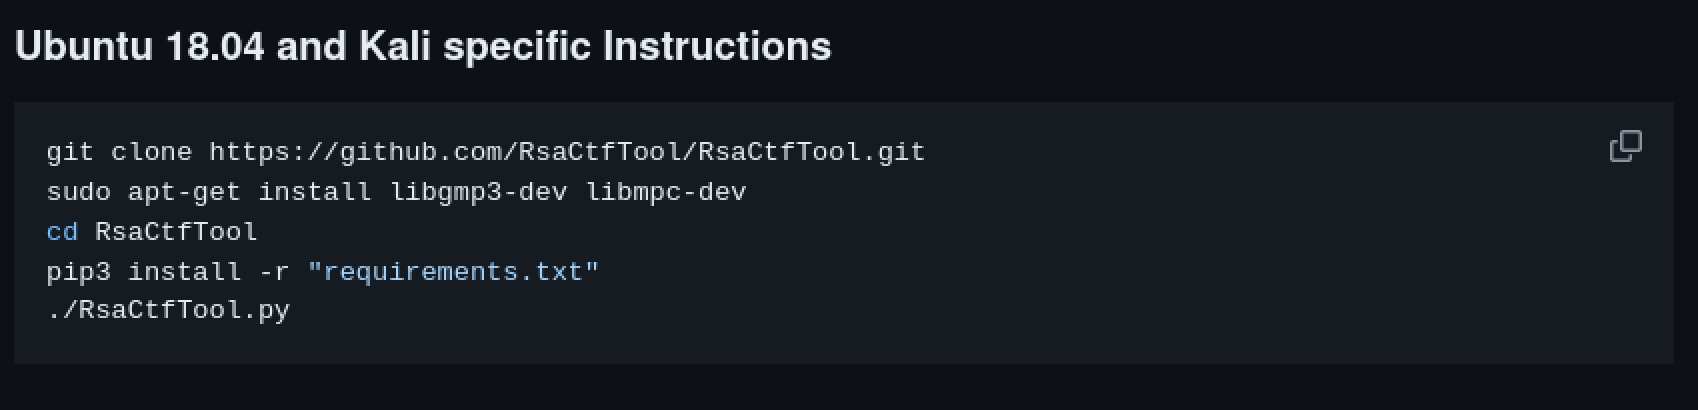 Ubuntu 18.04 and Kali specific Instructions
git clone https://github.com/RsaCtfTool/RsaCtfTool.git
sudo apt-get install libgmp3-dev libmpc-dev
cd RsaCtfTool
pip3 install -r "requirements.txt"
./RsaCtfTool.py